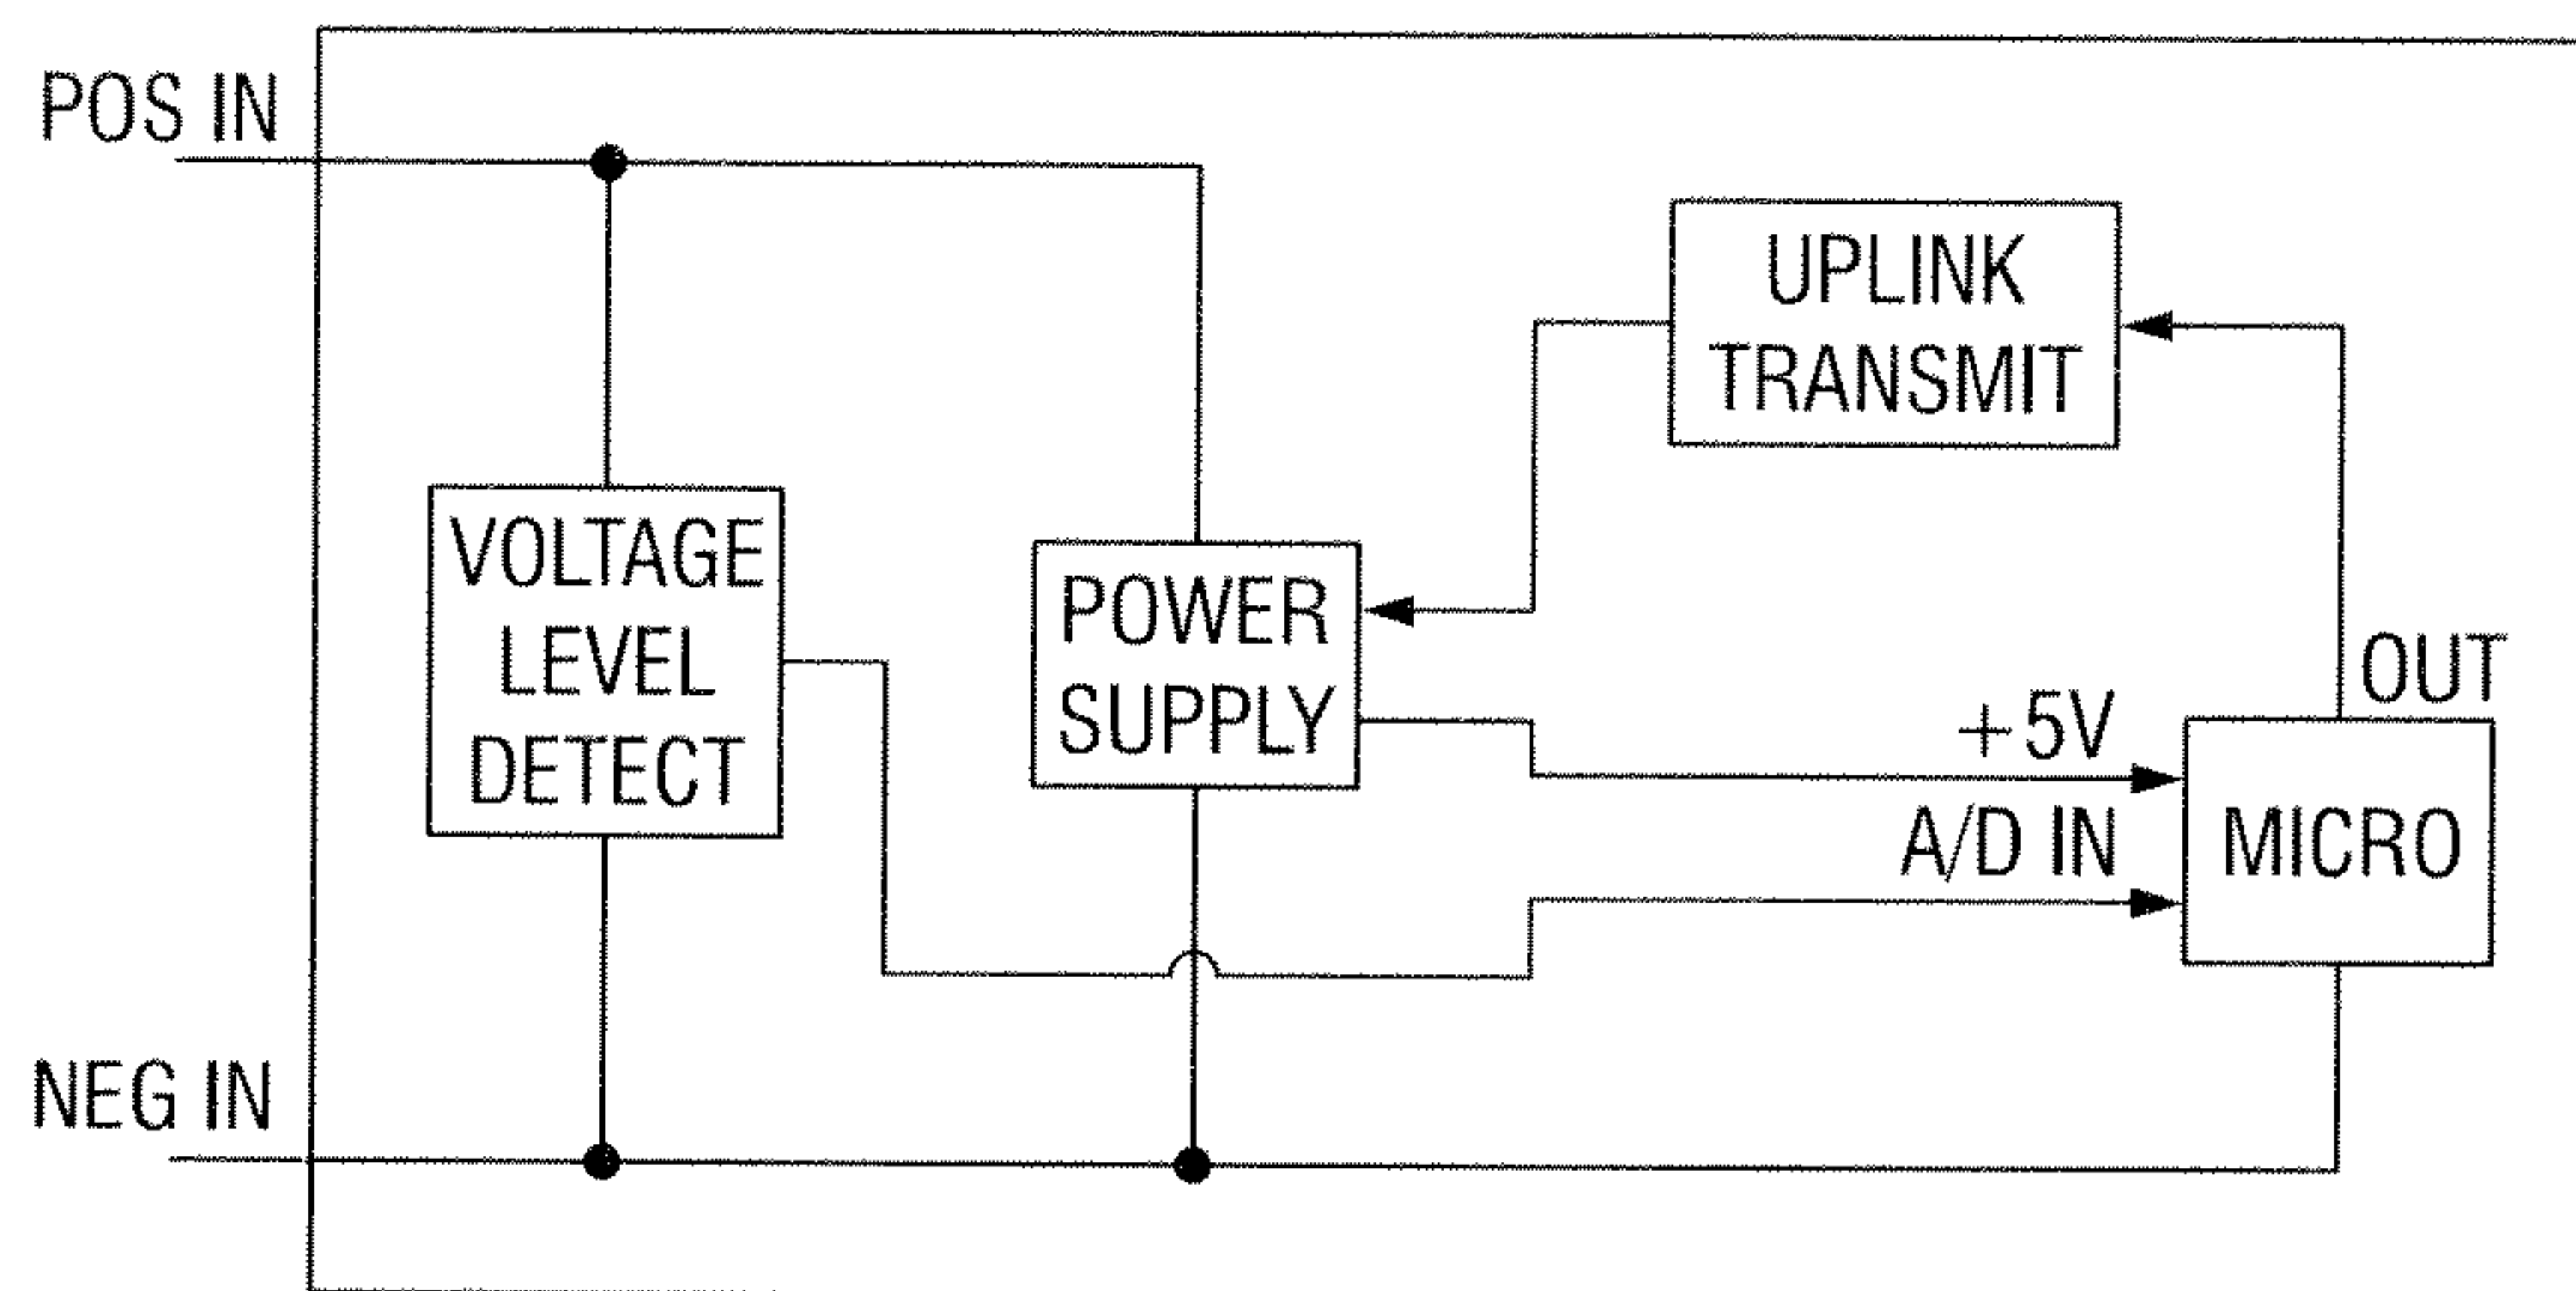 POS IN
UPLINK
TRANSMIT
VOLTAGE
LEVEL
DETECT
POWER
SUPPLY
OUT
+5V
A/D IN
MICRO
NEG IN